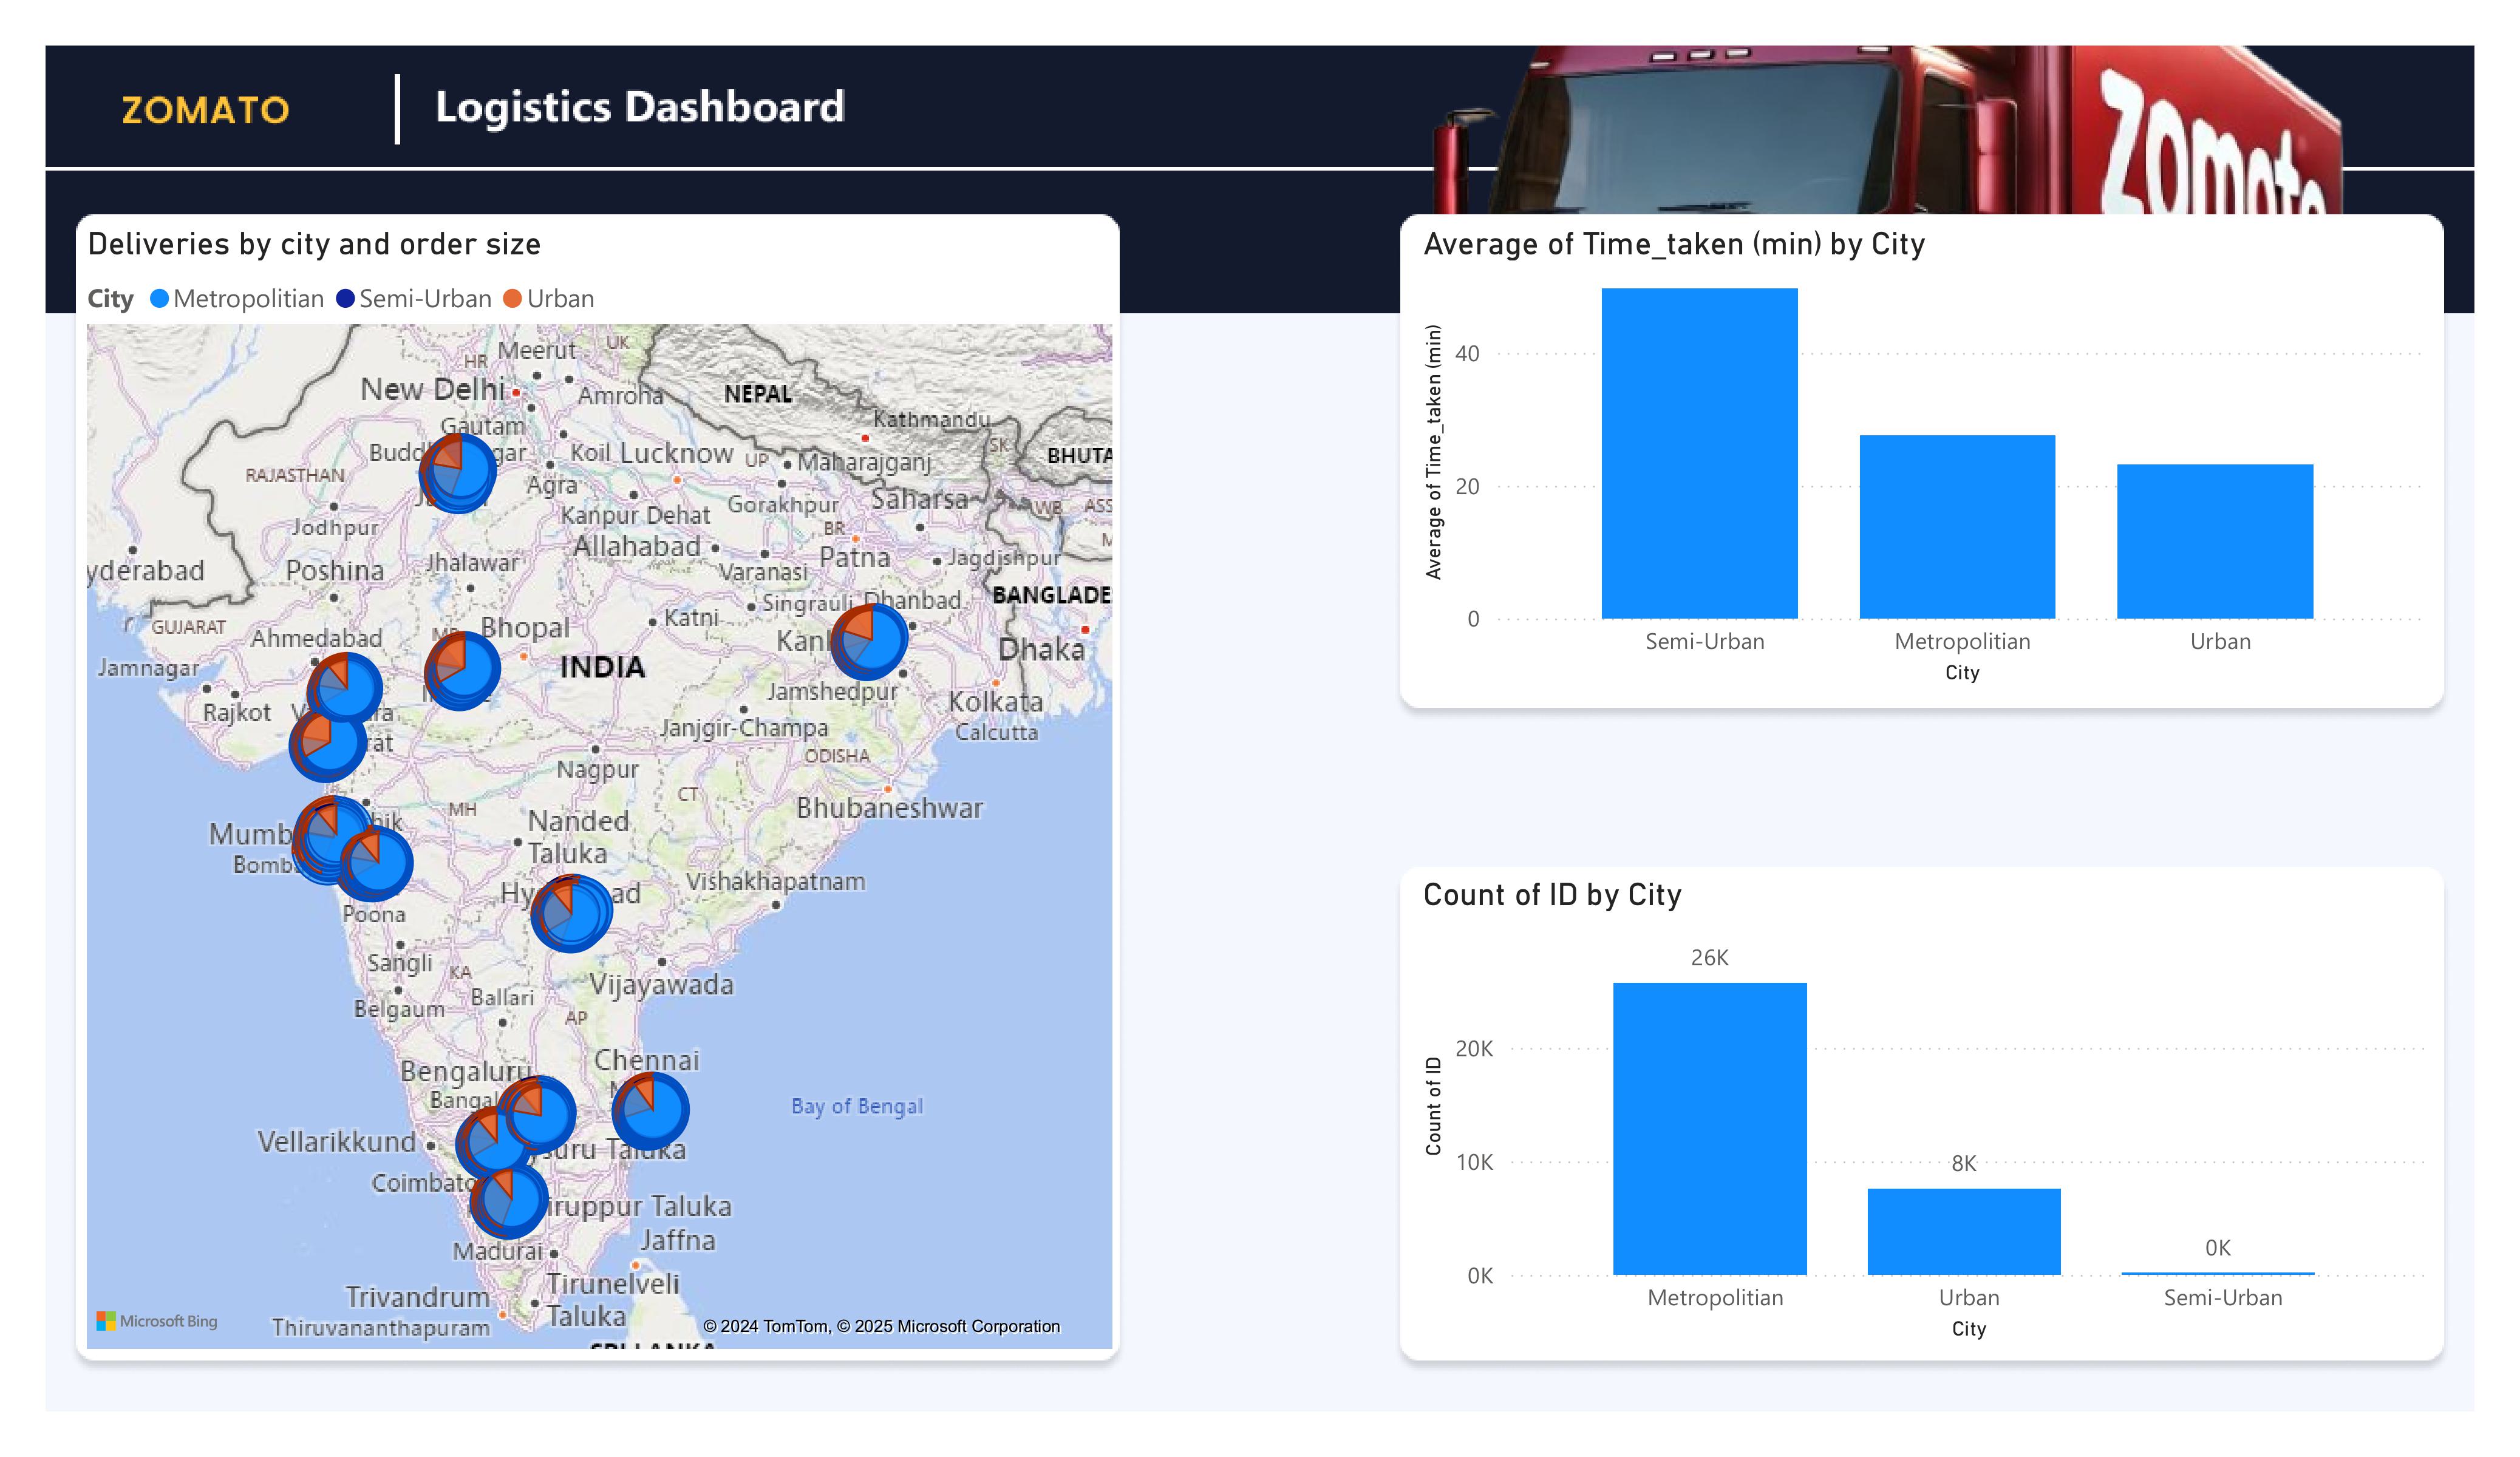 ZOMATO
Logistics Dashboard
zomato
Deliveries by city and order size
City Metropolitian Semi-Urban Urban
Meerut
UK
HR
New Delhi
Amroha
NEPAL
Kathmandu
Gautam
SK
Koil
Lucknow
UP
Maharajganj
BHUTA
RAJASTHAN
Agra
Gorakhpur
Saharsa
WB
ASS
Jodhpur
Kanpur Dehat
BR
Allahabad
Patna
Jagdishpur
yderabad
Poshina
Jhalawar
Varanasi
BANGLADE
GUJARAT
Ahmedabad
Bhopal
Katni
Singrauli
Dhanbad
Jamnagar
INDIA
Dhaka
Rajkot
Jamshedpur
Kolkata
Janjgir-Champa
Calcutta
ODISHA
Nagpur
CT
MH
Bhubaneshwar
Mumb
Nanded
Taluka
Bomb
Vishakhapatnam
Hy
ad
Poona
Sangli
KA
Vijayawada
Belgaum
Ballari
AP
Chennai
Bengaluru
Bangal
Bay of Bengal
Vellarikkund
suru Taluka
Coimbato
iruppur Taluka
Jaffna
Madurai
Tirunelveli
Taluka
Trivandrum
Thiruvananthapuram
Microsoft Bing
© 2024 TomTom, © 2025 Microsoft Corporation
SRI LANKA
Average of Time_taken (min) by City
Average of Time_taken (min)
40
20
0
Semi-Urban Metropolitian Urban
City
Count of ID by City
Count of ID
26K
20K
10K
8K
0K
0K
Metropolitian Urban Semi-Urban
City